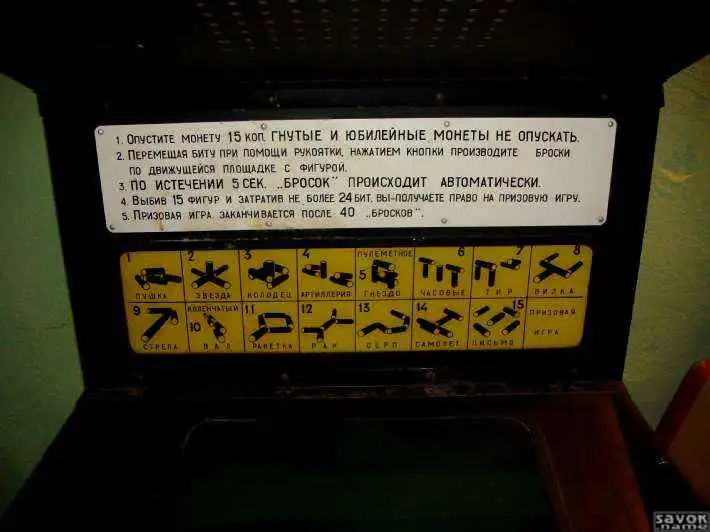 1. ОПУСТИТЕ МОНЕТУ 15 КОП. ГНУТЫЕ И ЮБИЛЕЙНЫЕ МОНЕТЫ НЕ ОПУСКАТЬ.
2. ПЕРЕМЕЩАЯ БИТУ ПРИ ПОМОЩИ РУКОЯТКИ, НАЖАТИЕМ КНОПКИ ПРОИЗВОДИТЕ БРОСКИ
ПО ДВИЖУЩЕЙСЯ ПЛОЩАДКЕ С ФИГУРОЙ.
3. ПО ИСТЕЧЕНИИ 5 СЕК. „БРОСОК" ПРОИСХОДИТ АВТОМАТИЧЕСКИ.
4. ВЫБИВ 15 ФИГУР И ЗАТРАТИВ НЕ БОЛЕЕ 24 БИТ, ВЫ-ПОЛУЧАЕТЕ ПРАВО НА ПРИЗОВУЮ ИГРУ.
5. ПРИЗОВАЯ ИГРА ЗАКАНЧИВАЕТСЯ ПОСЛЕ 40 „БРОСКОВ".
1 ПУШКА
2 ЗВЕЗДА
3 КОЛОДЕЦ
4 АРТИЛЛЕРИЯ
ПУЛЕМЕТНОЕ
5 ГНЕЗДО
6 ЧАСОВЫЕ
7 ТИР
8 ВИЛКА
9 СТРЕЛА
КОЛЕНЧАТЫЙ
10 ВАЛ
11 РАКЕТКА
12 РАК
13 СЕРП
14 САМОЛЕТ
15 ПИСЬМО
ПРИЗОВАЯ
ИГРА
savok
.name